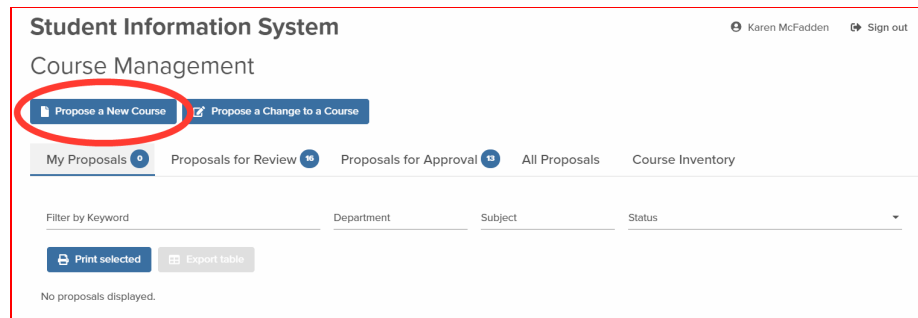 Student Information System
Karen McFadden Sign out
Course Management
Propose a New Course Propose a Change to a Course
My Proposals 0 Proposals for Review 16 Proposals for Approval 13 All Proposals Course Inventory
Filter by Keyword Department Subject Status
Print selected Export table
No proposals displayed.